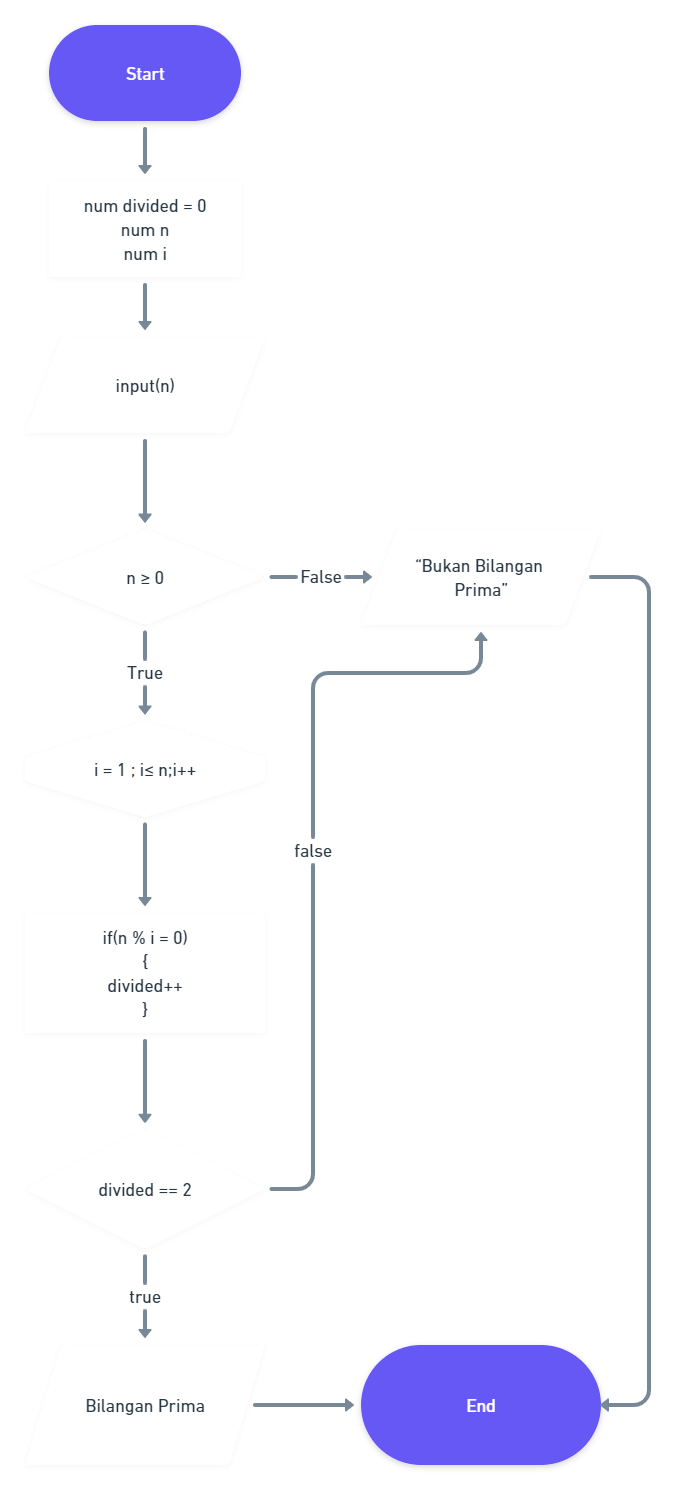 Start
num divided = 0
num n
num i
input(n)
n ≥ 0
False
“Bukan Bilangan
Prima”
True
i = 1 ; i≤ n;i++
false
if(n % i = 0)
{
divided++
}
divided == 2
true
Bilangan Prima
End